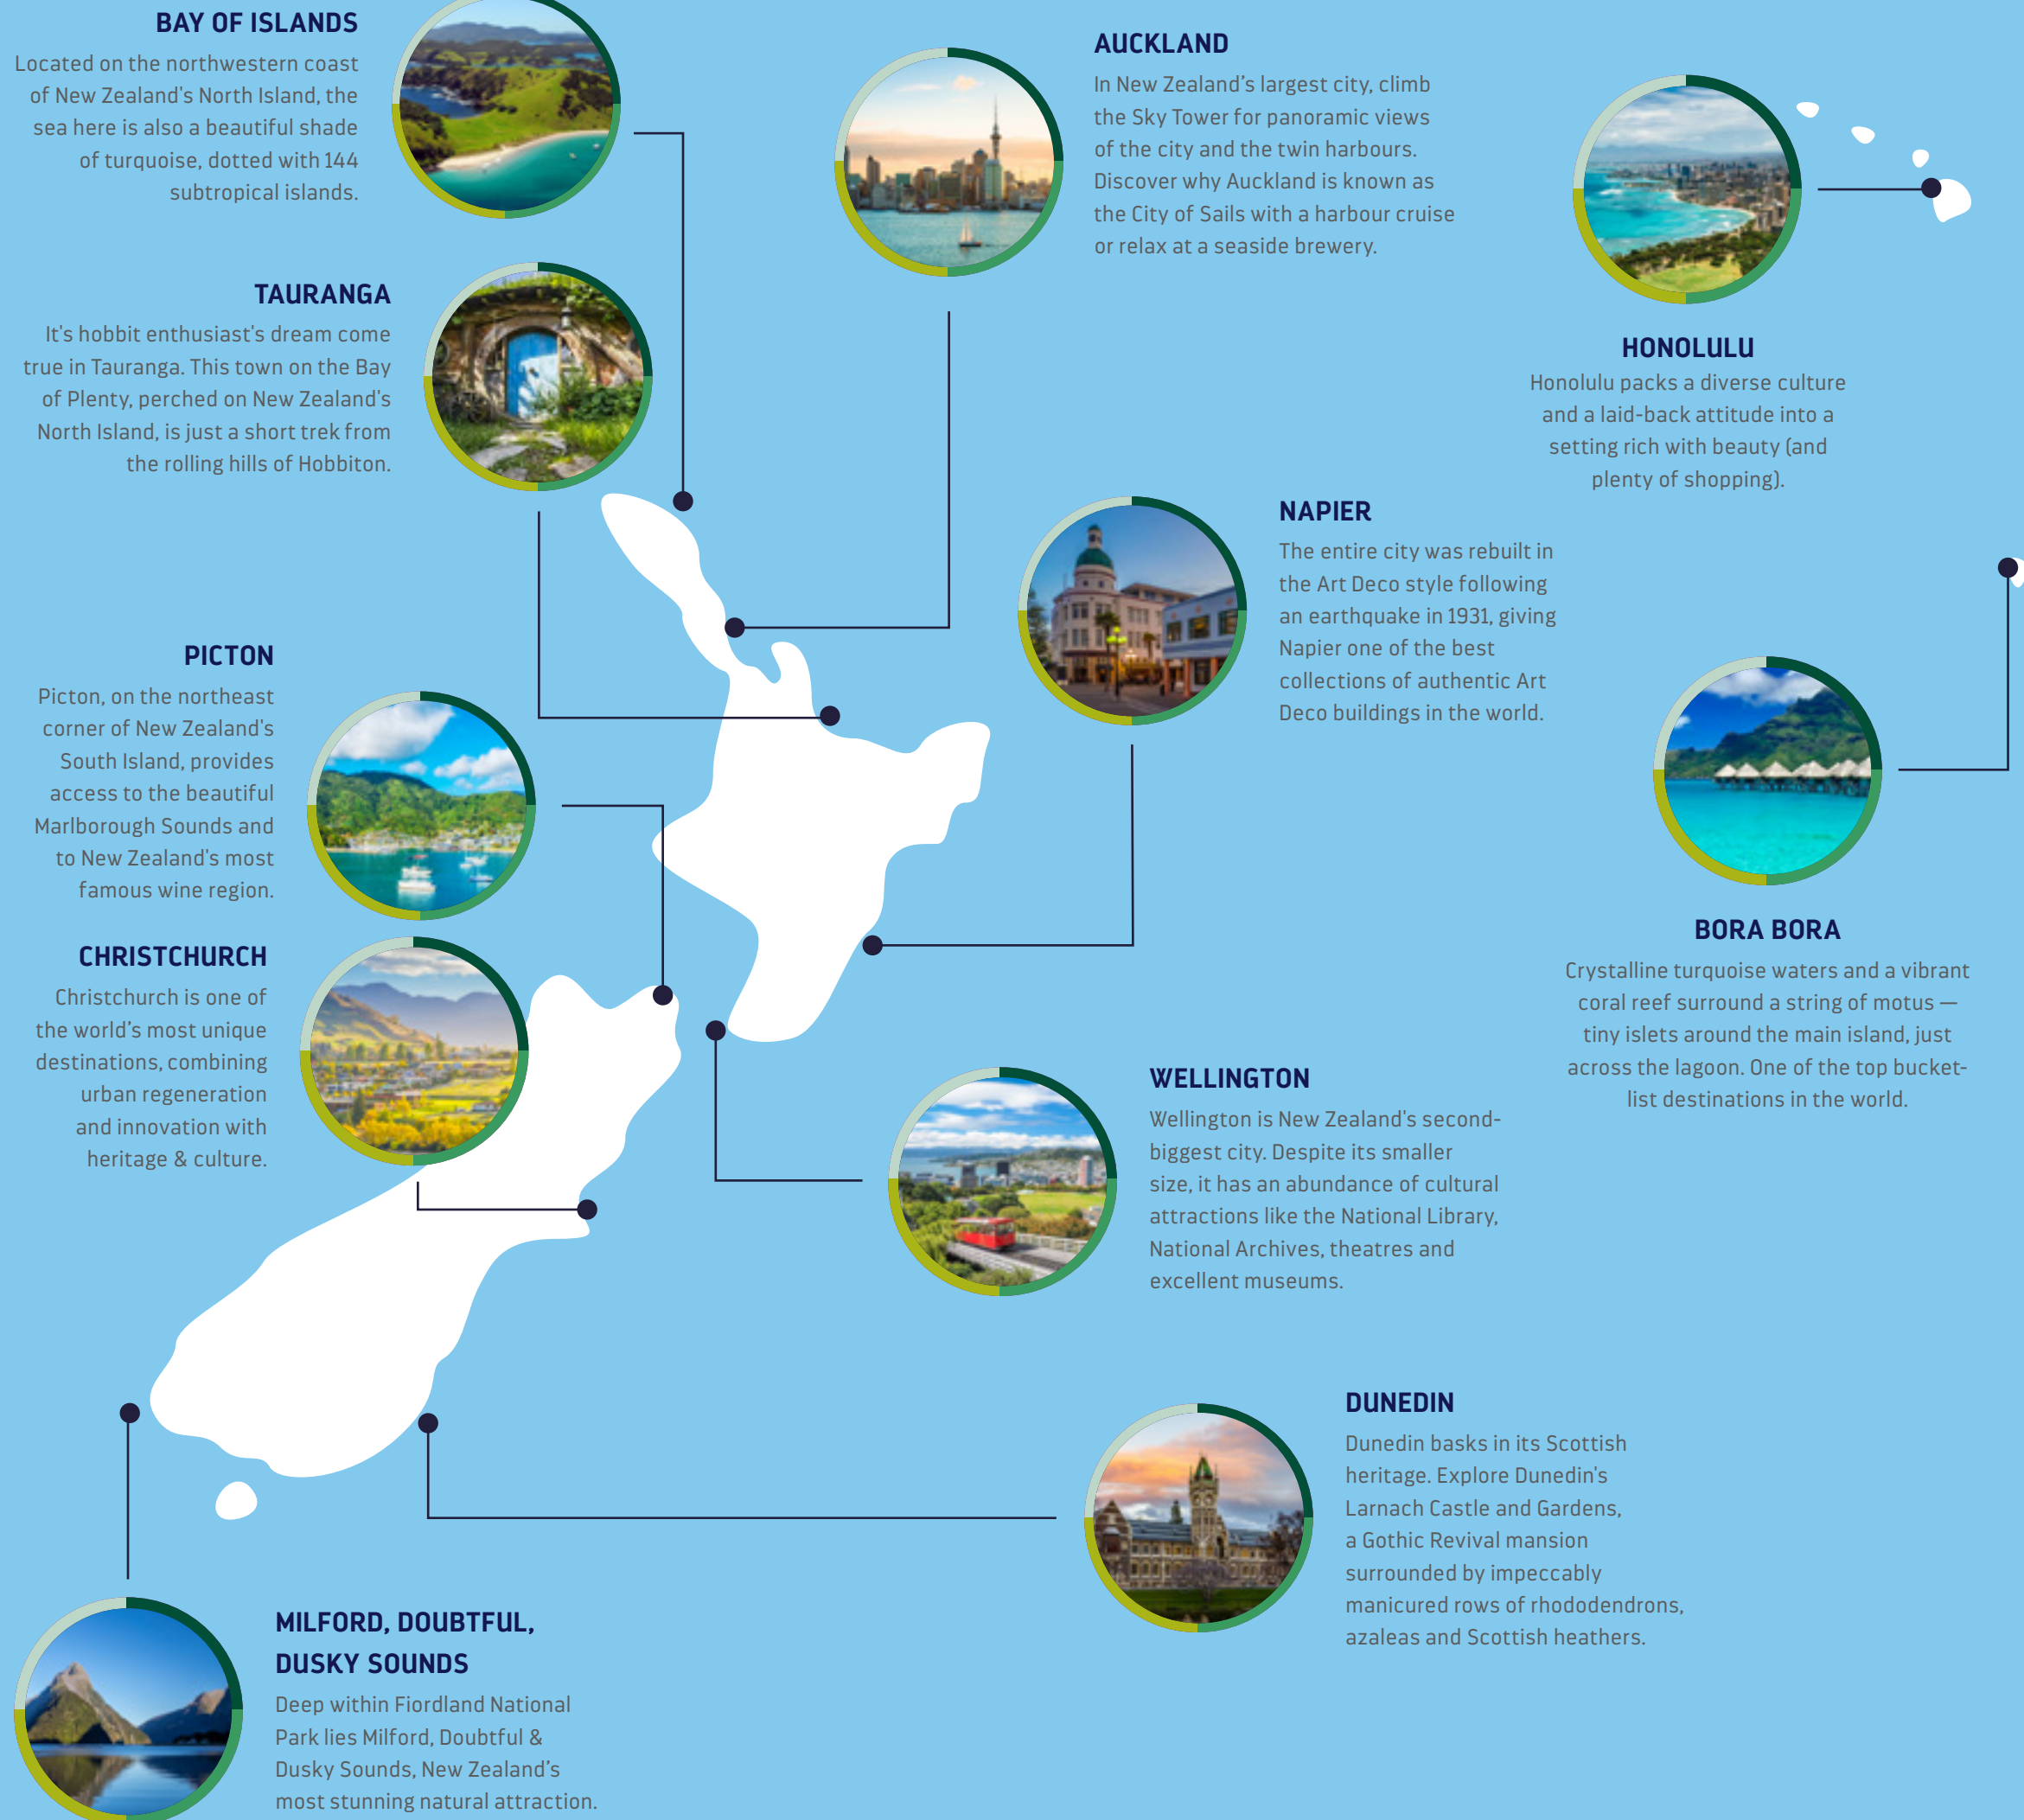 BAY OF ISLANDS
Located on the northwestern coast
of New Zealand's North Island, the
sea here is also a beautiful shade
of turquoise, dotted with 144
subtropical islands.
AUCKLAND
In New Zealand’s largest city, climb
the Sky Tower for panoramic views
of the city and the twin harbours.
Discover why Auckland is known as
the City of Sails with a harbour cruise
or relax at a seaside brewery.
TAURANGA
It's hobbit enthusiast's dream come
true in Tauranga. This town on the Bay
of Plenty, perched on New Zealand's
North Island, is just a short trek from
the rolling hills of Hobbiton.
HONOLULU
Honolulu packs a diverse culture
and a laid-back attitude into a
setting rich with beauty (and
plenty of shopping).
NAPIER
The entire city was rebuilt in
the Art Deco style following
an earthquake in 1931, giving
Napier one of the best
collections of authentic Art
Deco buildings in the world.
PICTON
Picton, on the northeast
corner of New Zealand's
South Island, provides
access to the beautiful
Marlborough Sounds and
to New Zealand's most
famous wine region.
BORA BORA
Crystalline turquoise waters and a vibrant
coral reef surround a string of motus —
tiny islets around the main island, just
across the lagoon. One of the top bucket-
list destinations in the world.
CHRISTCHURCH
Christchurch is one of
the world’s most unique
destinations, combining
urban regeneration
and innovation with
heritage & culture.
WELLINGTON
Wellington is New Zealand's second-
biggest city. Despite its smaller
size, it has an abundance of cultural
attractions like the National Library,
National Archives, theatres and
excellent museums.
DUNEDIN
Dunedin basks in its Scottish
heritage. Explore Dunedin's
Larnach Castle and Gardens,
a Gothic Revival mansion
surrounded by impeccably
manicured rows of rhododendrons,
azaleas and Scottish heathers.
MILFORD, DOUBTFUL,
DUSKY SOUNDS
Deep within Fiordland National
Park lies Milford, Doubtful &
Dusky Sounds, New Zealand’s
most stunning natural attraction.